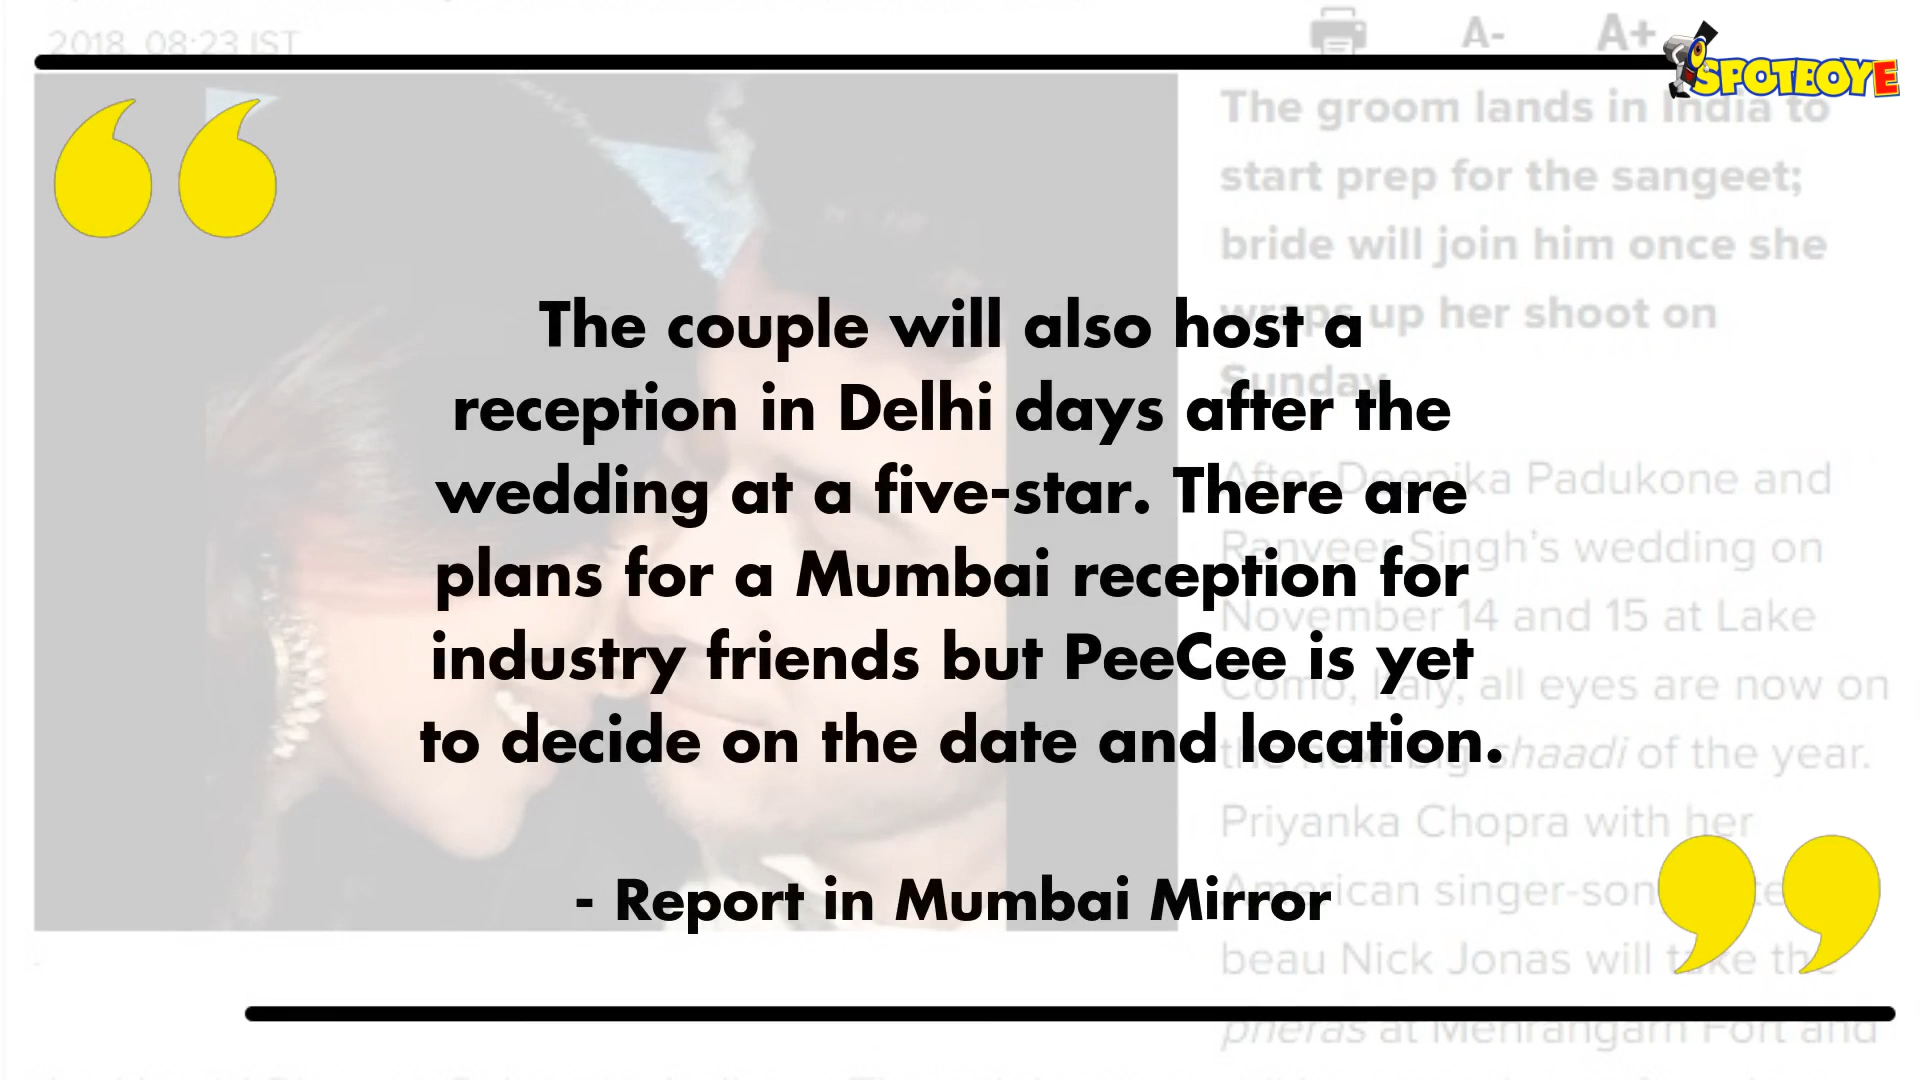 2018, 08:23 IST
A- A+
SPOTBOYE
The groom lands in India to
start prep for the sangeet;
bride will join him once she
wraps up her shoot on
Sunday
The couple will also host a
reception in Delhi days after the
wedding at a five-star. There are
plans for a Mumbai reception for
industry friends but PeeCee is yet
to decide on the date and location.
- Report in Mumbai Mirror
After Deepika Padukone and
Ranveer Singh's wedding on
November 14 and 15 at Lake
Como, Italy, all eyes are now on
the next big shaadi of the year.
Priyanka Chopra with her
American
beau Nick Jonas will take the
pheras at Mehrangarh Fort and